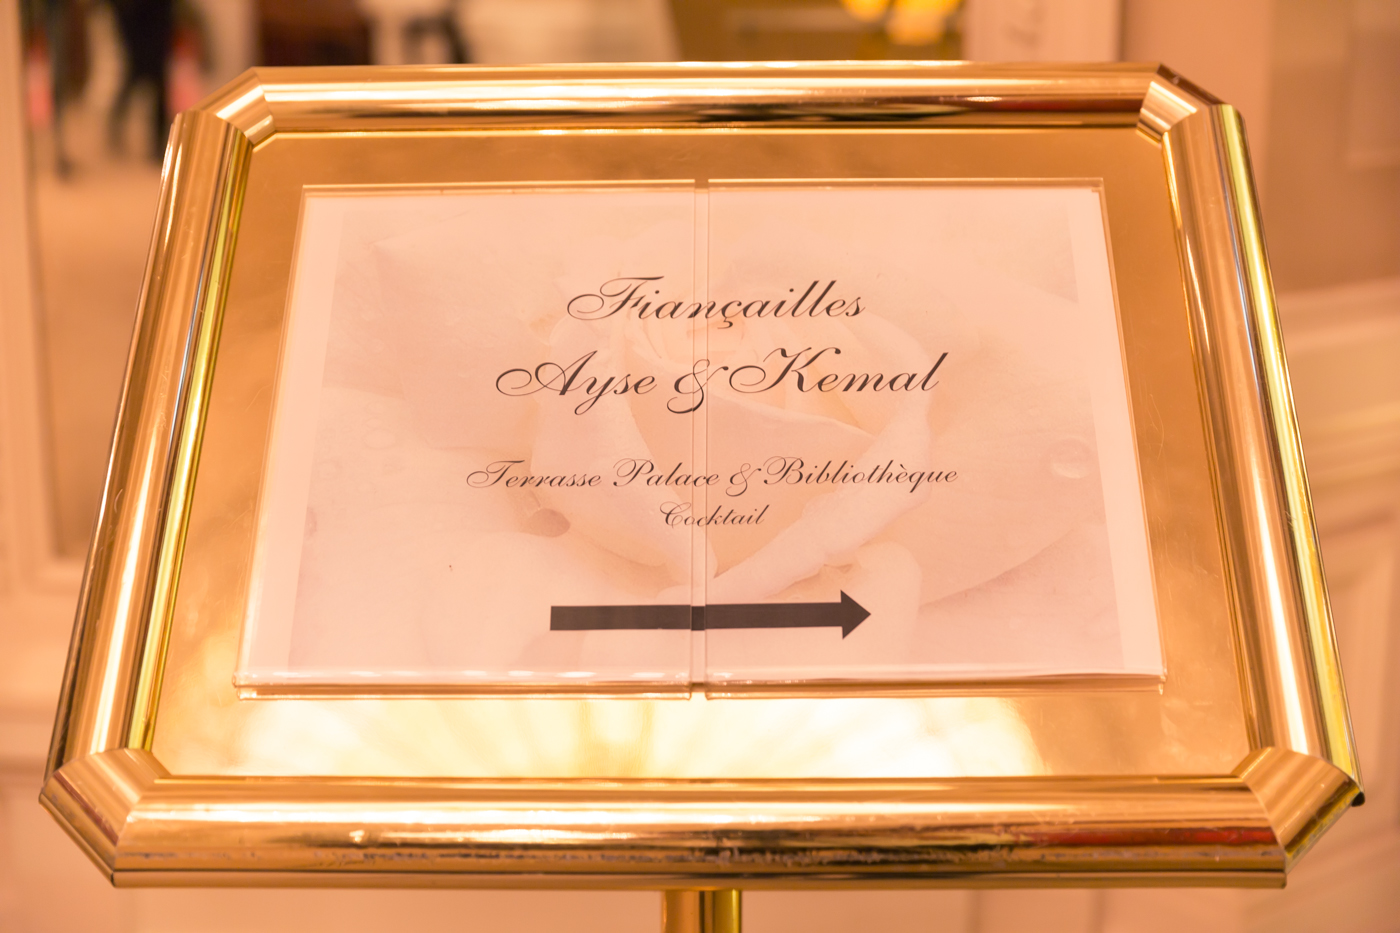 Fiançailles
Ayse & Kemal
Terrasse Palace & Bibliothèque
Cocktail